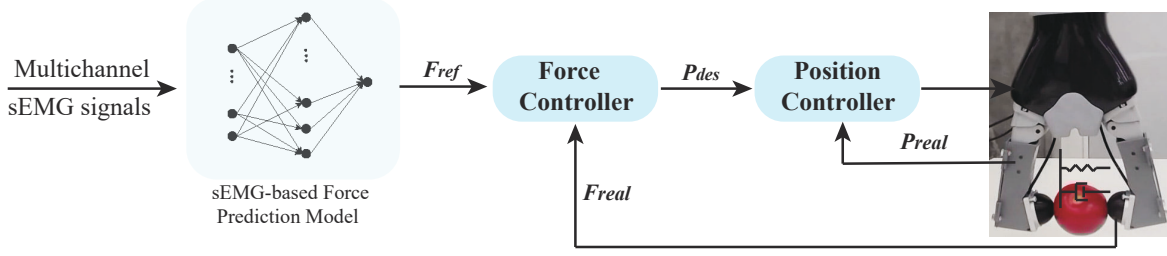 Multichannel
sEMG signals
sEMG-based Force
Prediction Model
Fref
Force
Controller
Pdes
Position
Controller
Preal
Freal